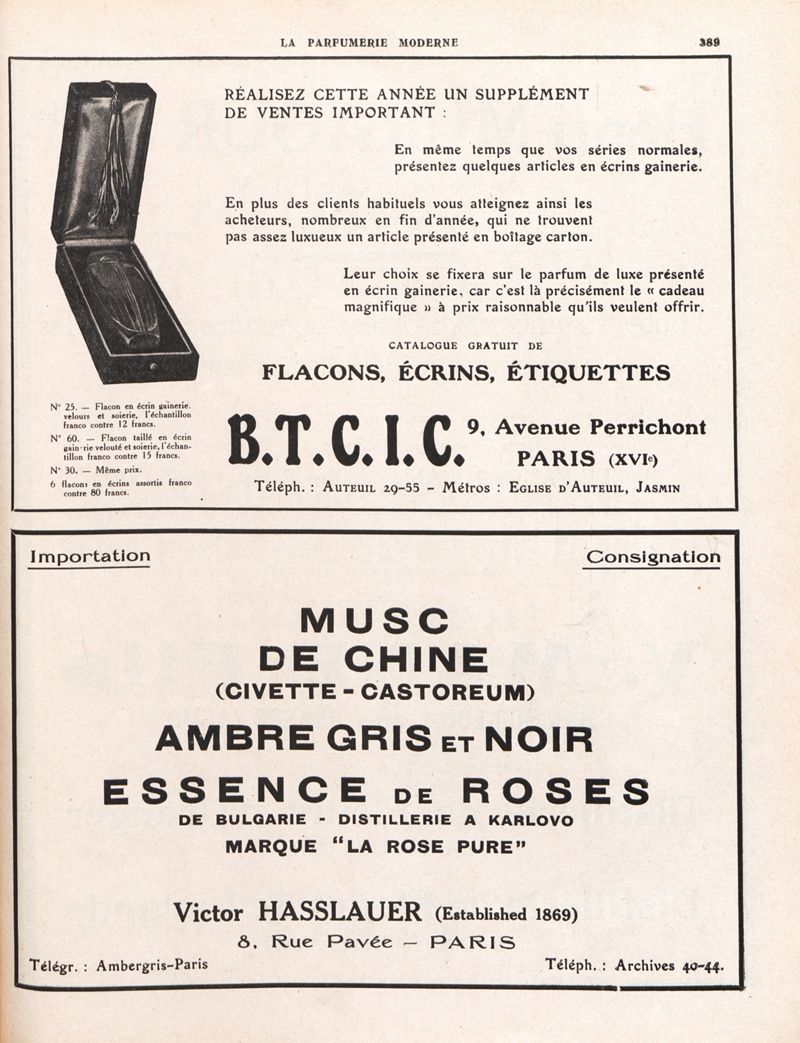 LA PARFUMERIE MODERNE 389
RÉALISEZ CETTE ANNÉE UN SUPPLÉMENT
DE VENTES IMPORTANT :
En même temps que vos séries normales,
présentez quelques articles en écrins gainerie.
En plus des clients habituels vous atteignez ainsi les
acheteurs, nombreux en fin d'année, qui ne trouvent
pas assez luxueux un article présenté en boîtage carton.
Leur choix se fixera sur le parfum de luxe présenté
en écrin gainerie, car c'est là précisément le « cadeau
magnifique » à prix raisonnable qu'ils veulent offrir.
CATALOGUE GRATUIT DE
FLACONS, ÉCRINS, ÉTIQUETTES
N° 25. — Flacon en écrin gainerie.
velours et soierie, l'échantillon
franco contre 12 francs.
N° 60. — Flacon taillé en écrin
gain·rie velouté et soierie, l'échan-
tillon franco contre 15 francs.
N° 30. — Même prix.
6 flacons en écrins assortis franco
contre 80 francs.
B.T.C.I.C. 9, Avenue Perrichont
PARIS (XVIe)
Téléph. : AUTEUIL 29-55 - Métros : EGLISE D'AUTEUIL, JASMIN
Importation Consignation
MUSC
DE CHINE
(CIVETTE - CASTOREUM)
AMBRE GRIS ET NOIR
ESSENCE DE ROSES
DE BULGARIE - DISTILLERIE A KARLOVO
MARQUE "LA ROSE PURE"
Victor HASSLAUER (Established 1869)
8, Rue Pavée — PARIS
Télégr. : Ambergris-Paris Téléph. : Archives 40-44.